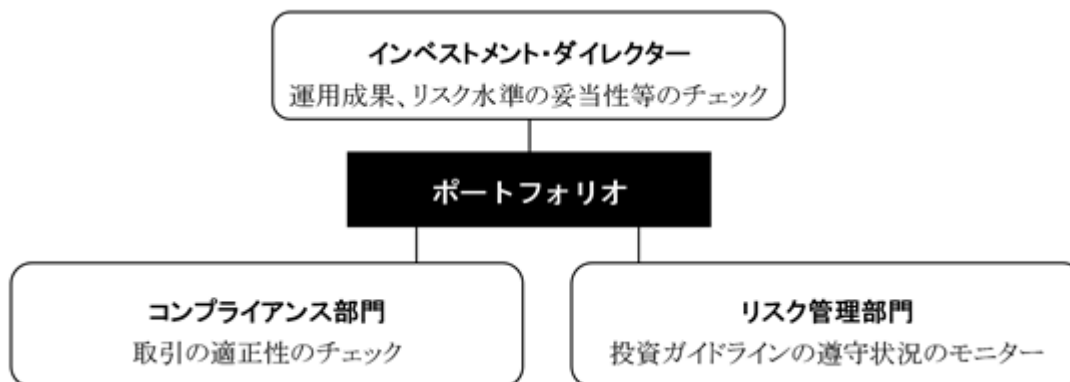 インベストメント・ダイレクター
運用成果、リスク水準の妥当性等のチェック
ポートフォリオ
コンプライアンス部門
取引の適正性のチェック
リスク管理部門
投資ガイドラインの遵守状況のモニター